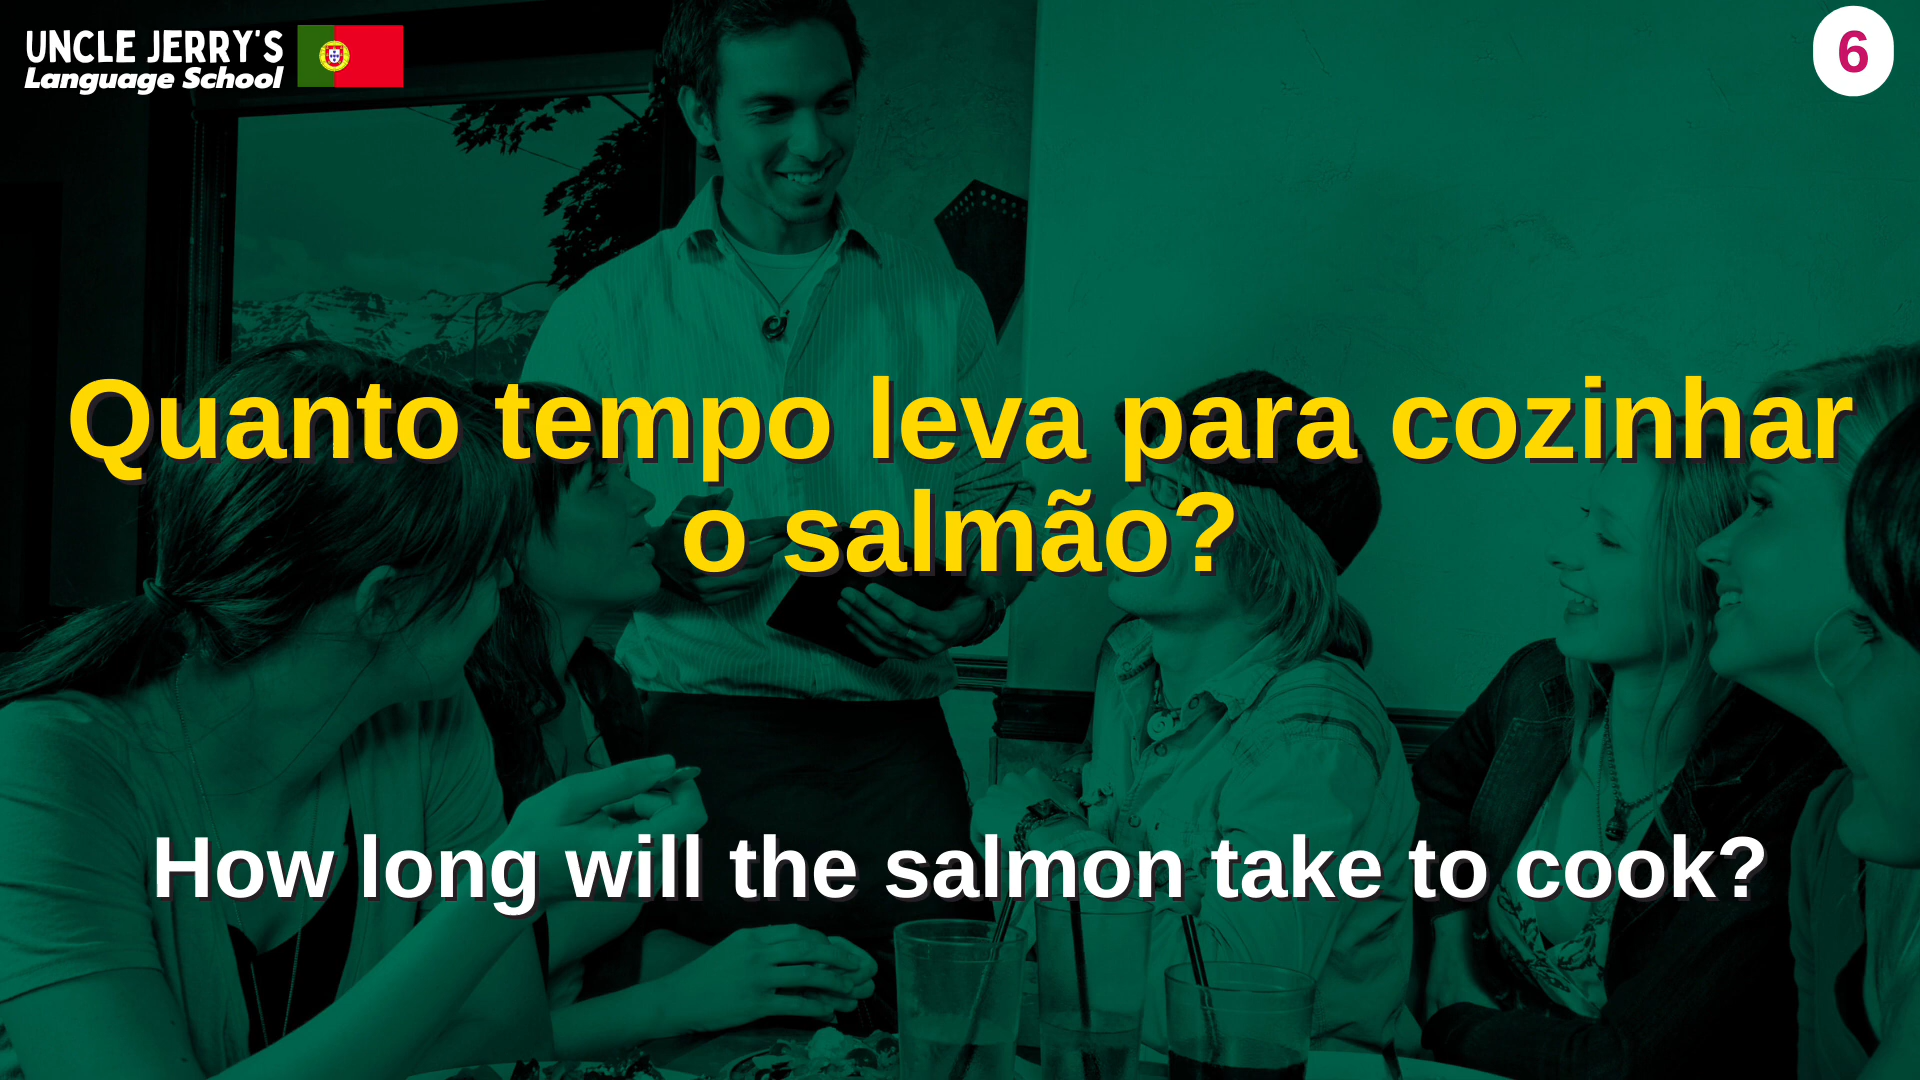 UNCLE JERRY'S
Language School
6
Quanto tempo leva para cozinhar
o salmão?
How long will the salmon take to cook?